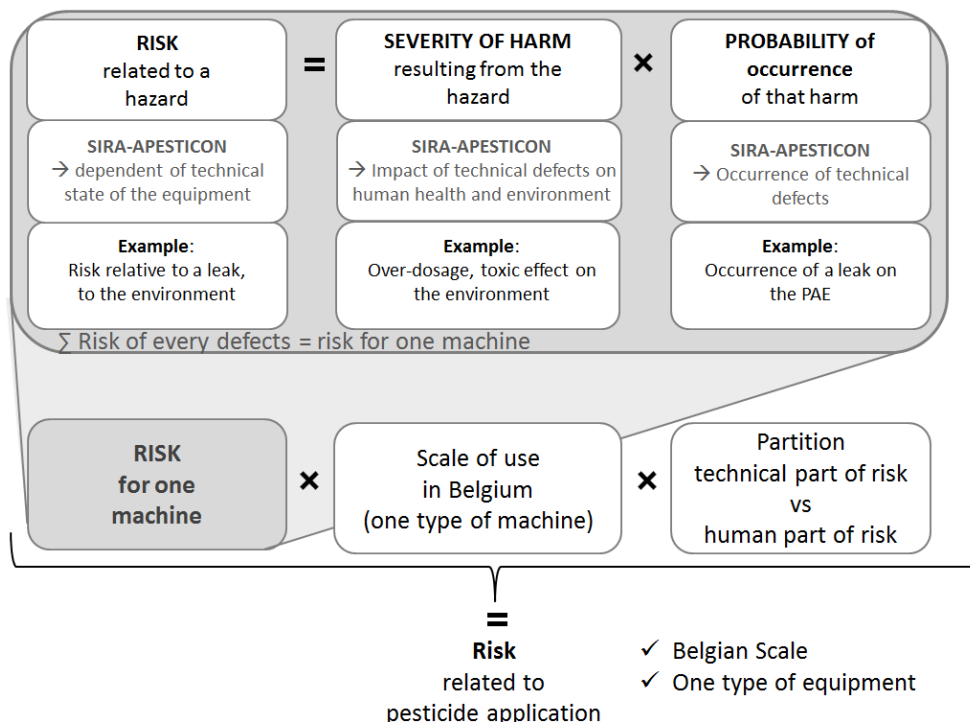 RISK
related to a
hazard
=
SEVERITY OF HARM
resulting from the
hazard
×
PROBABILITY of
occurrence
of that harm
SIRA-APESTICON
→ dependent of technical
state of the equipment
SIRA-APESTICON
→ Impact of technical defects on
human health and environment
SIRA-APESTICON
→ Occurrence of technical
defects
Example:
Risk relative to a leak,
to the environment
Example:
Over-dosage, toxic effect on
the environment
Example:
Occurrence of a leak on
the PAE
∑ Risk of every defects = risk for one machine
RISK
for one
machine
×
Scale of use
in Belgium
(one type of machine)
×
Partition
technical part of risk
vs
human part of risk
=
Risk
related to
pesticide application
✓ Belgian Scale
✓ One type of equipment